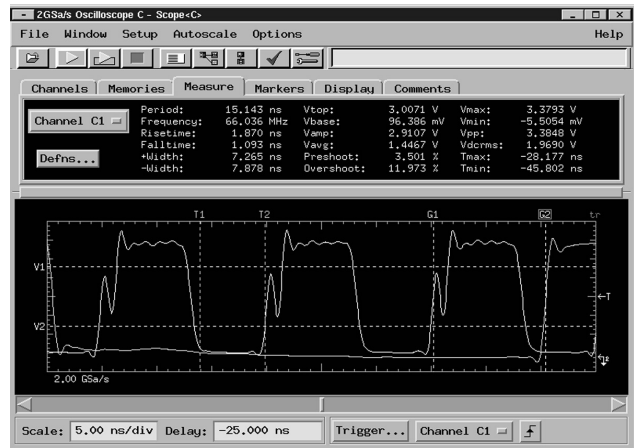 2GSa/s Oscilloscope C - Scope<C>
File Window Setup Autoscale Options Help
Channels Memories Measure Markers Display Comments
Channel C1
Defns...
Period: 15.143 ns Vtop: 3.0071 V Vmax: 3.3793 V
Frequency: 66.036 MHz Vbase: 96.386 mV Vmin: -5.5054 mV
Risetime: 1.870 ns Vamp: 2.9107 V Vpp: 3.3848 V
Falltime: 1.093 ns Vavg: 1.4467 V Vdcrms: 1.9690 V
+Width: 7.265 ns Preshoot: 3.501 % Tmax: -28.177 ns
-Width: 7.878 ns Overshoot: 11.973 % Tmin: -45.802 ns
T1 T2 G1 G2 tr
V1
←T
V2
2.00 GSa/s
Scale: 5.00 ns/div Delay: -25.000 ns Trigger... Channel C1